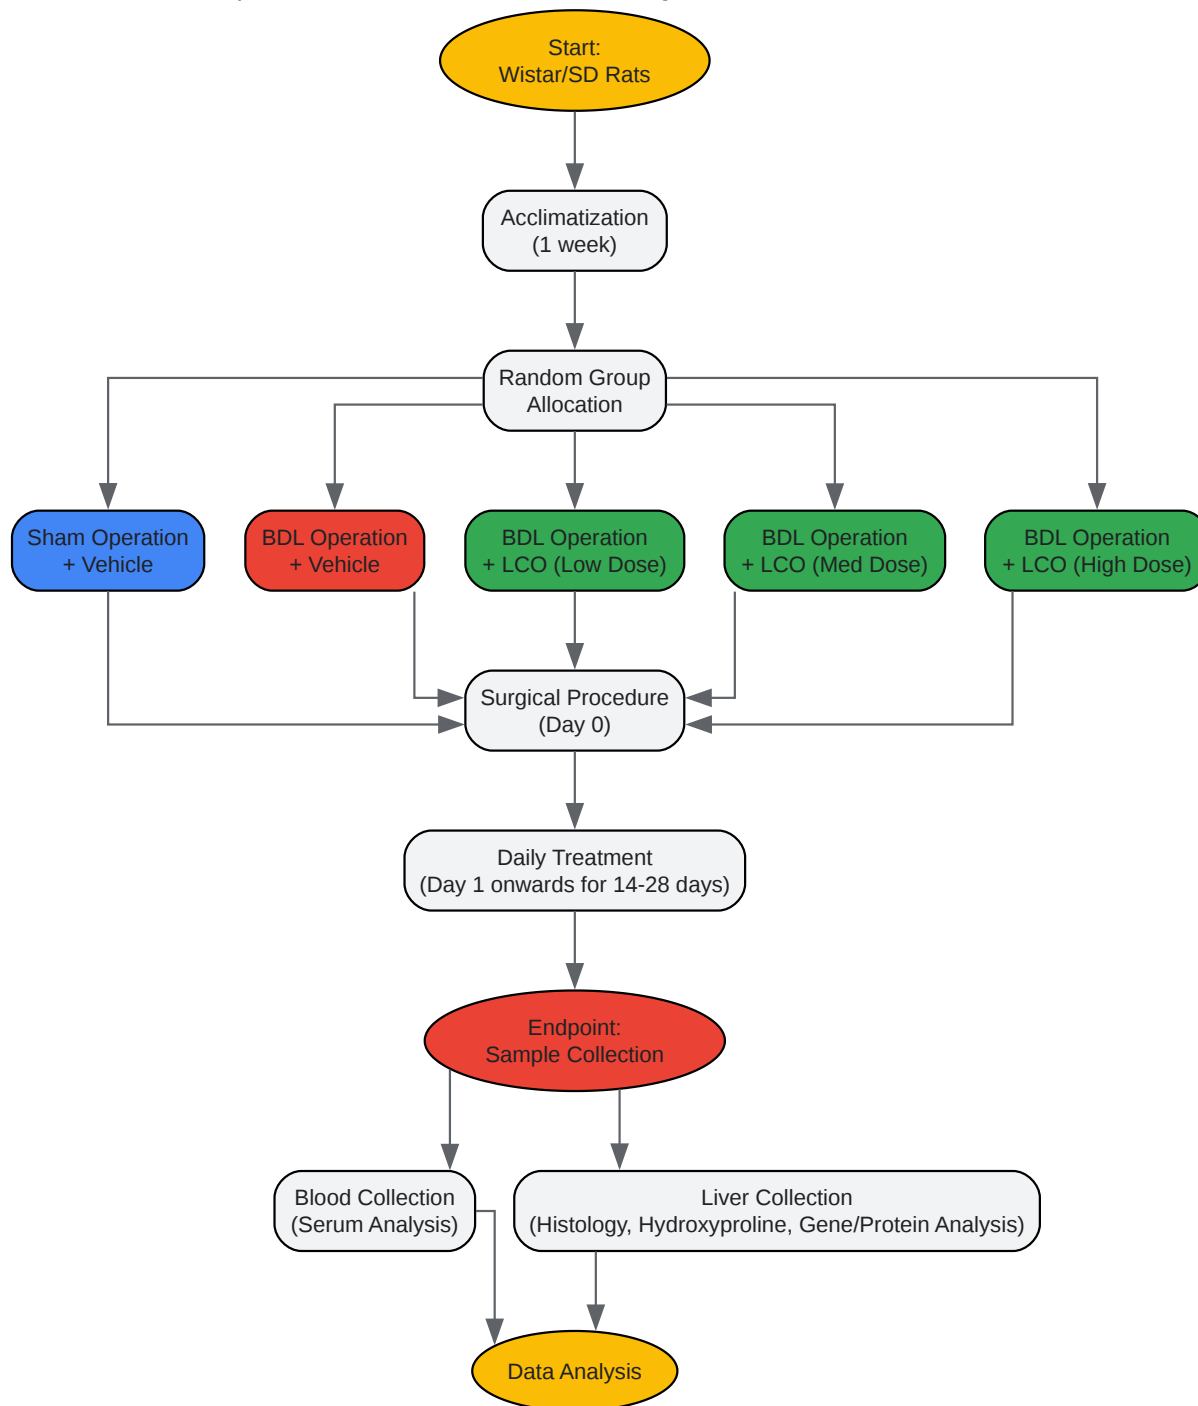 Start:
Wistar/SD Rats
Acclimatization
(1 week)
Random Group
Allocation
Sham Operation
+ Vehicle
BDL Operation
+ Vehicle
BDL Operation
+ LCO (Low Dose)
BDL Operation
+ LCO (Med Dose)
BDL Operation
+ LCO (High Dose)
Surgical Procedure
(Day 0)
Daily Treatment
(Day 1 onwards for 14-28 days)
Endpoint:
Sample Collection
Blood Collection
(Serum Analysis)
Liver Collection
(Histology, Hydroxyproline, Gene/Protein Analysis)
Data Analysis